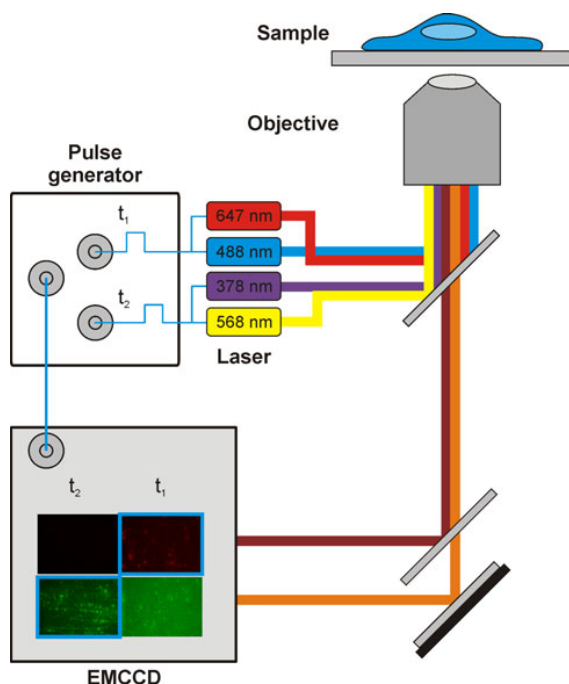 Sample
Objective
Pulse
generator
t₁
647 nm
488 nm
t₂
378 nm
568 nm
Laser
t₂ t₁
EMCCD